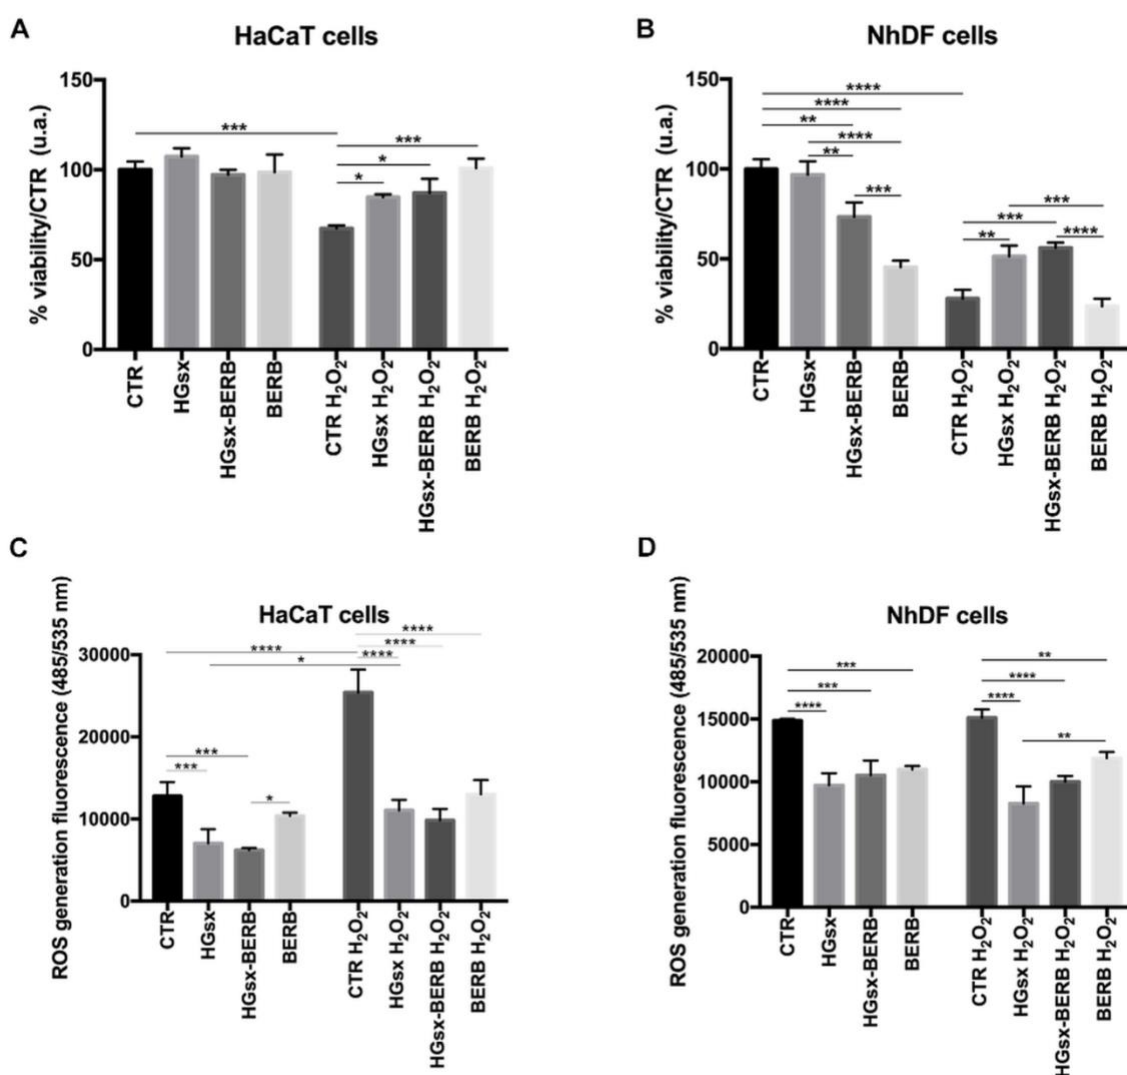 A
HaCaT cells
% viability/CTR (u.a.)
150
100
50
0
***
***
*
*
CTR
HGsx
HGsx-BERB
BERB
CTR H₂O₂
HGsx H₂O₂
HGsx-BERB H₂O₂
BERB H₂O₂
B
NhDF cells
% viability/CTR (u.a.)
150
100
50
0
****
****
**
****
**
***
***
***
**
****
CTR
HGsx
HGsx-BERB
BERB
CTR H₂O₂
HGsx H₂O₂
HGsx-BERB H₂O₂
BERB H₂O₂
C
HaCaT cells
ROS generation fluorescence (485/535 nm)
30000
20000
10000
0
****
****
****
****
*
***
***
*
CTR
HGsx
HGsx-BERB
BERB
CTR H₂O₂
HGsx H₂O₂
HGsx-BERB H₂O₂
BERB H₂O₂
D
NhDF cells
ROS generation fluorescence (485/535 nm)
20000
15000
10000
5000
0
***
***
****
**
****
****
**
CTR
HGsx
HGsx-BERB
BERB
CTR H₂O₂
HGsx H₂O₂
HGsx-BERB H₂O₂
BERB H₂O₂